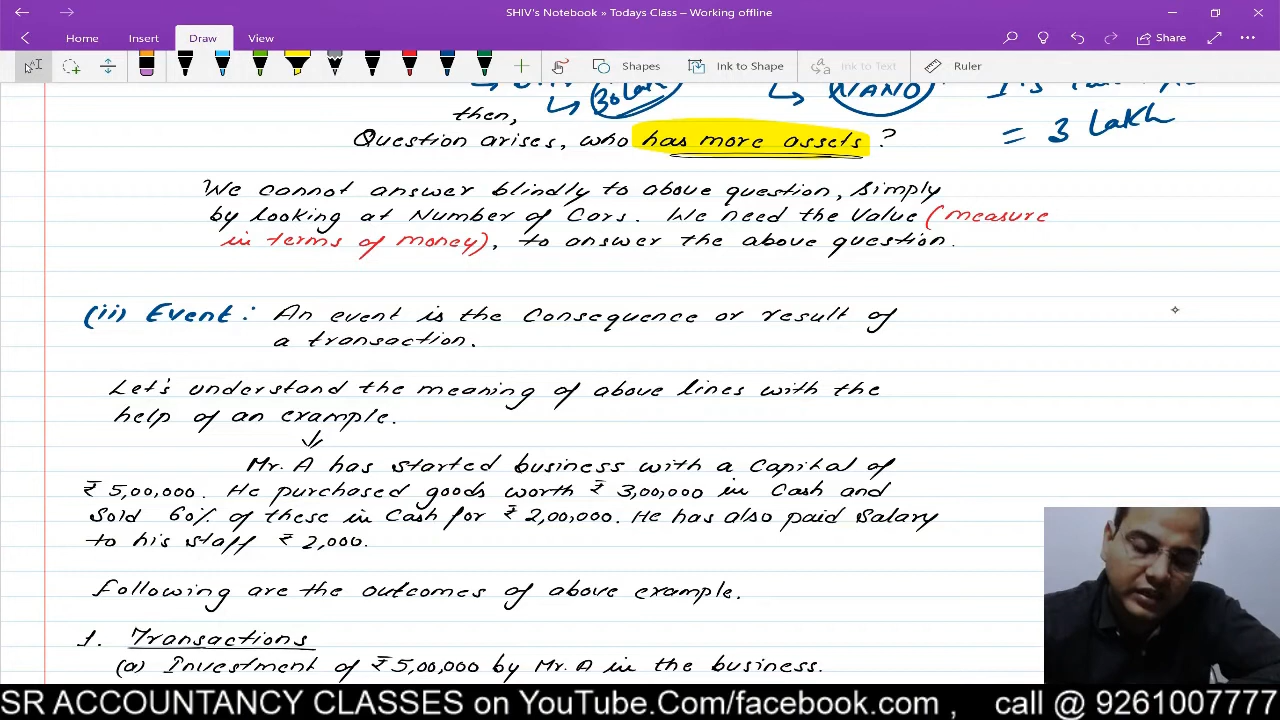 SHIV's Notebook » Todays Class – Working offline
Home Insert Draw View
Share
Shapes Ink to Shape Ink to Text Ruler
30 Lakh NANO
= 3 Lakh
then,
Question arises, who has more assets ?
We cannot answer blindly to above question, simply
by looking at Number of Cars. We need the value (measure
in terms of money), to answer the above question.
(ii) Event: An event is the consequence or result of
a transaction.
Let's understand the meaning of above lines with the
help of an example.
Mr. A has started business with a capital of
₹ 5,00,000. He purchased goods worth ₹ 3,00,000 in Cash and
Sold 60% of these in Cash for ₹ 2,00,000. He has also paid Salary
to his staff ₹ 2,000.
Following are the outcomes of above example.
1. Transactions
(a) Investment of ₹ 5,00,000 by Mr. A in the business.
SR ACCOUNTANCY CLASSES on YouTube.Com/facebook.com , call @ 9261007777